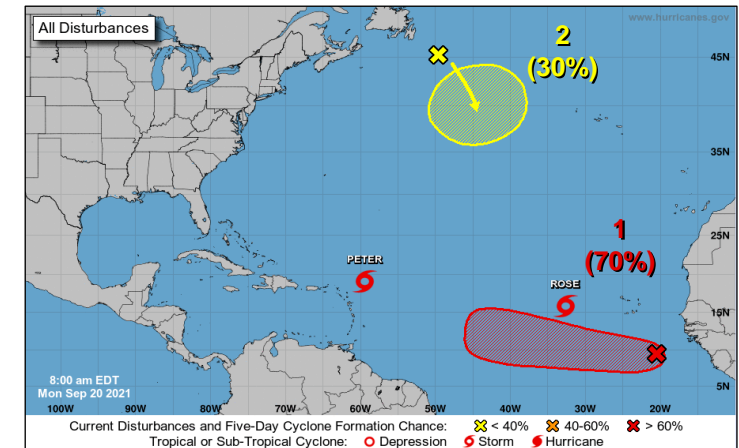 All Disturbances
www.hurricanes.gov
2
(30%)
45N
35N
1
(70%)
25N
PETER
ROSE
15N
8:00 am EDT
Mon Sep 20 2021
5N
100W 90W 80W 70W 60W 50W 40W 30W 20W
Current Disturbances and Five-Day Cyclone Formation Chance: < 40% 40-60% > 60%
Tropical or Sub-Tropical Cyclone: Depression Storm Hurricane